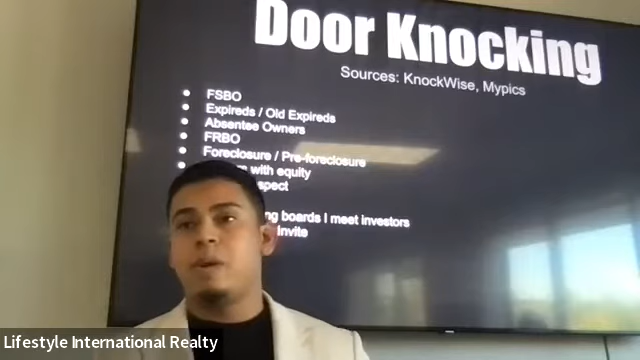 Door Knocking
Sources: KnockWise, Mypics
FSBO
Expireds / Old Expireds
Absentee Owners
FRBO
Foreclosure / Pre-foreclosure
with equity
boards I meet investors
Invite
Lifestyle International Realty